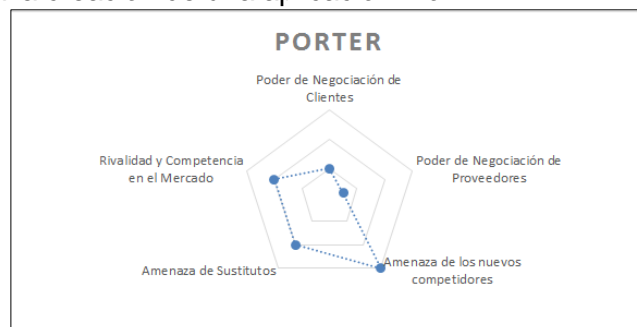 PORTER
Poder de Negociación de
Clientes
Rivalidad y Competencia
en el Mercado
Poder de Negociación de
Proveedores
Amenaza de Sustitutos
Amenaza de los nuevos
competidores